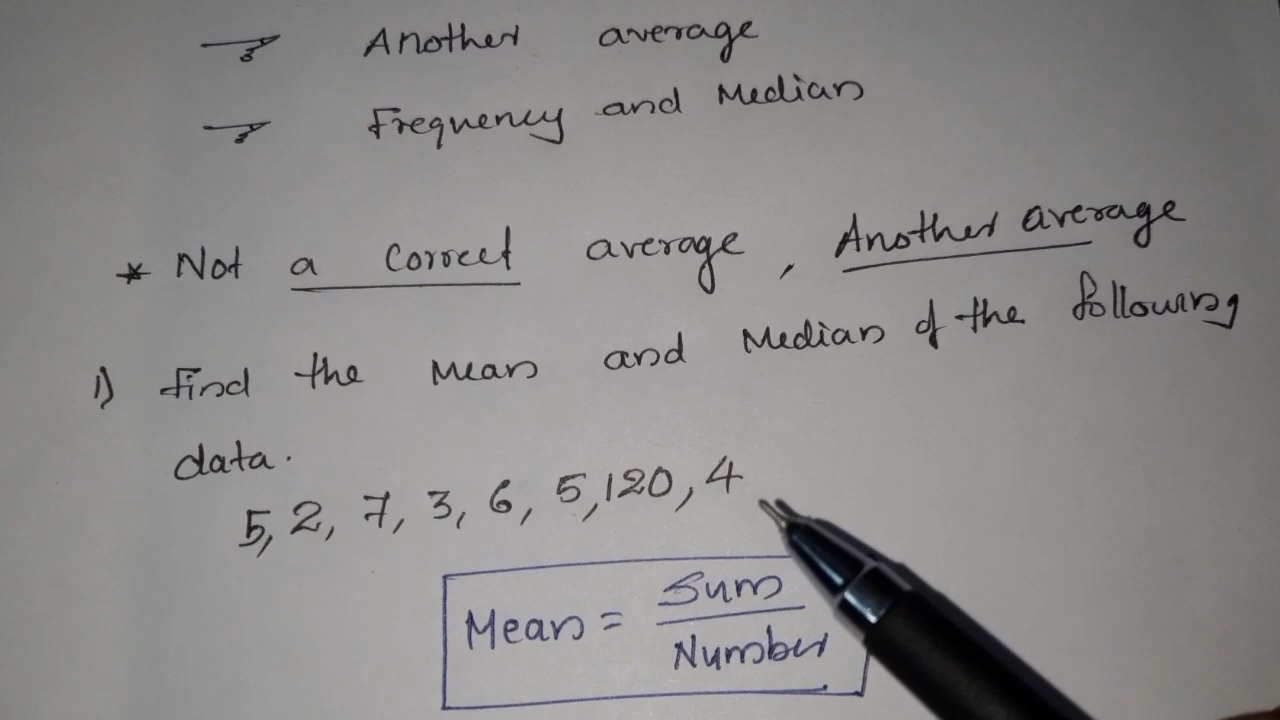 Another average
Frequency and Median
* Not a correct average, Another average
1) Find the Mean and Median of the following
data.
5, 2, 7, 3, 6, 5, 120, 4
Mean = Sum
Number